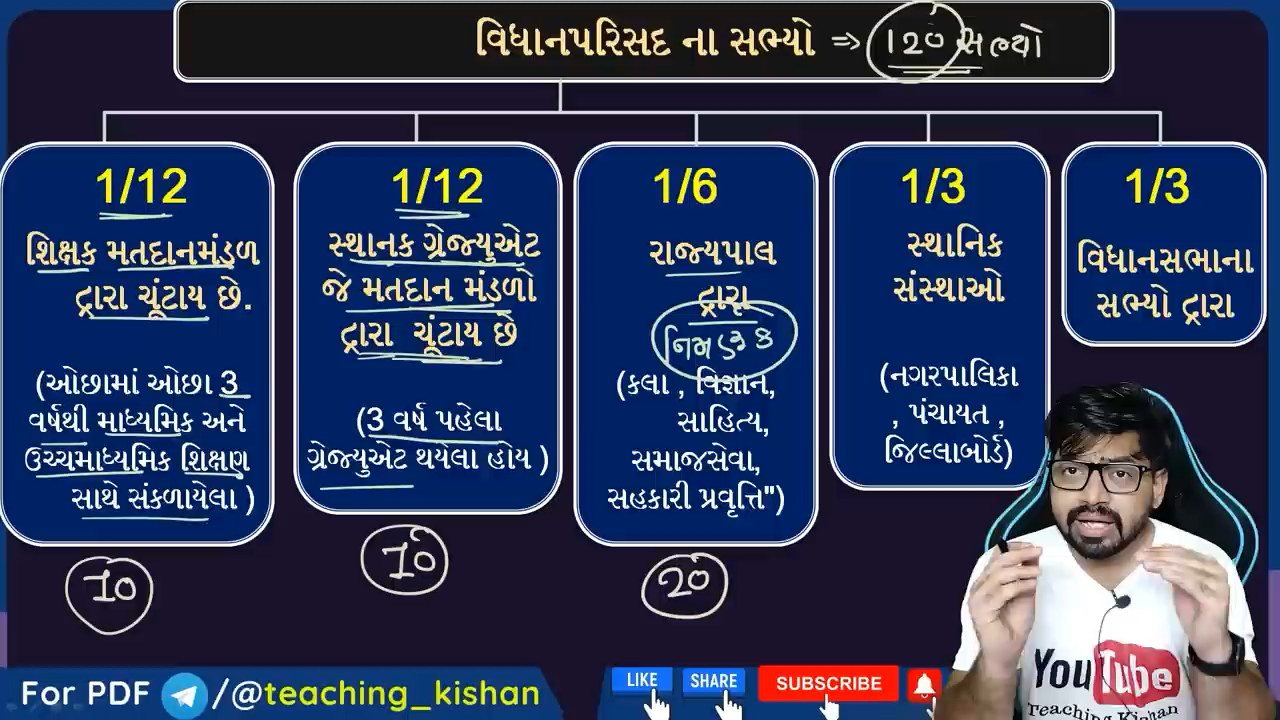 વિધાનપરિસદ ના સભ્યો ⇒ 120 સભ્યો
1/12
શિક્ષક મતદાનમંડળ
દ્વારા ચૂંટાય છે.
(ઓછામાં ઓછા 3
વર્ષથી માધ્યમિક અને
ઉચ્ચમાધ્યમિક શિક્ષણ
સાથે સંકળાયેલા )
10
1/12
સ્થાનક ગ્રેજ્યુએટ
જે મતદાન મંડળો
દ્વારા ચૂંટાય છે
(3 વર્ષ પહેલા
ગ્રેજ્યુએટ થયેલા હોય )
10
1/6
રાજ્યપાલ
દ્વારા
નિમણૂક
(કલા , વિજ્ઞાન,
સાહિત્ય,
સમાજસેવા,
સહકારી પ્રવૃત્તિ")
20
1/3
સ્થાનિક
સંસ્થાઓ
(નગરપાલિકા
, પંચાયત ,
જિલ્લાબોર્ડ)
1/3
વિધાનસભાના
સભ્યો દ્વારા
YouTube
Teaching Kishan
For PDF /@teaching_kishan
LIKE
SHARE
SUBSCRIBE